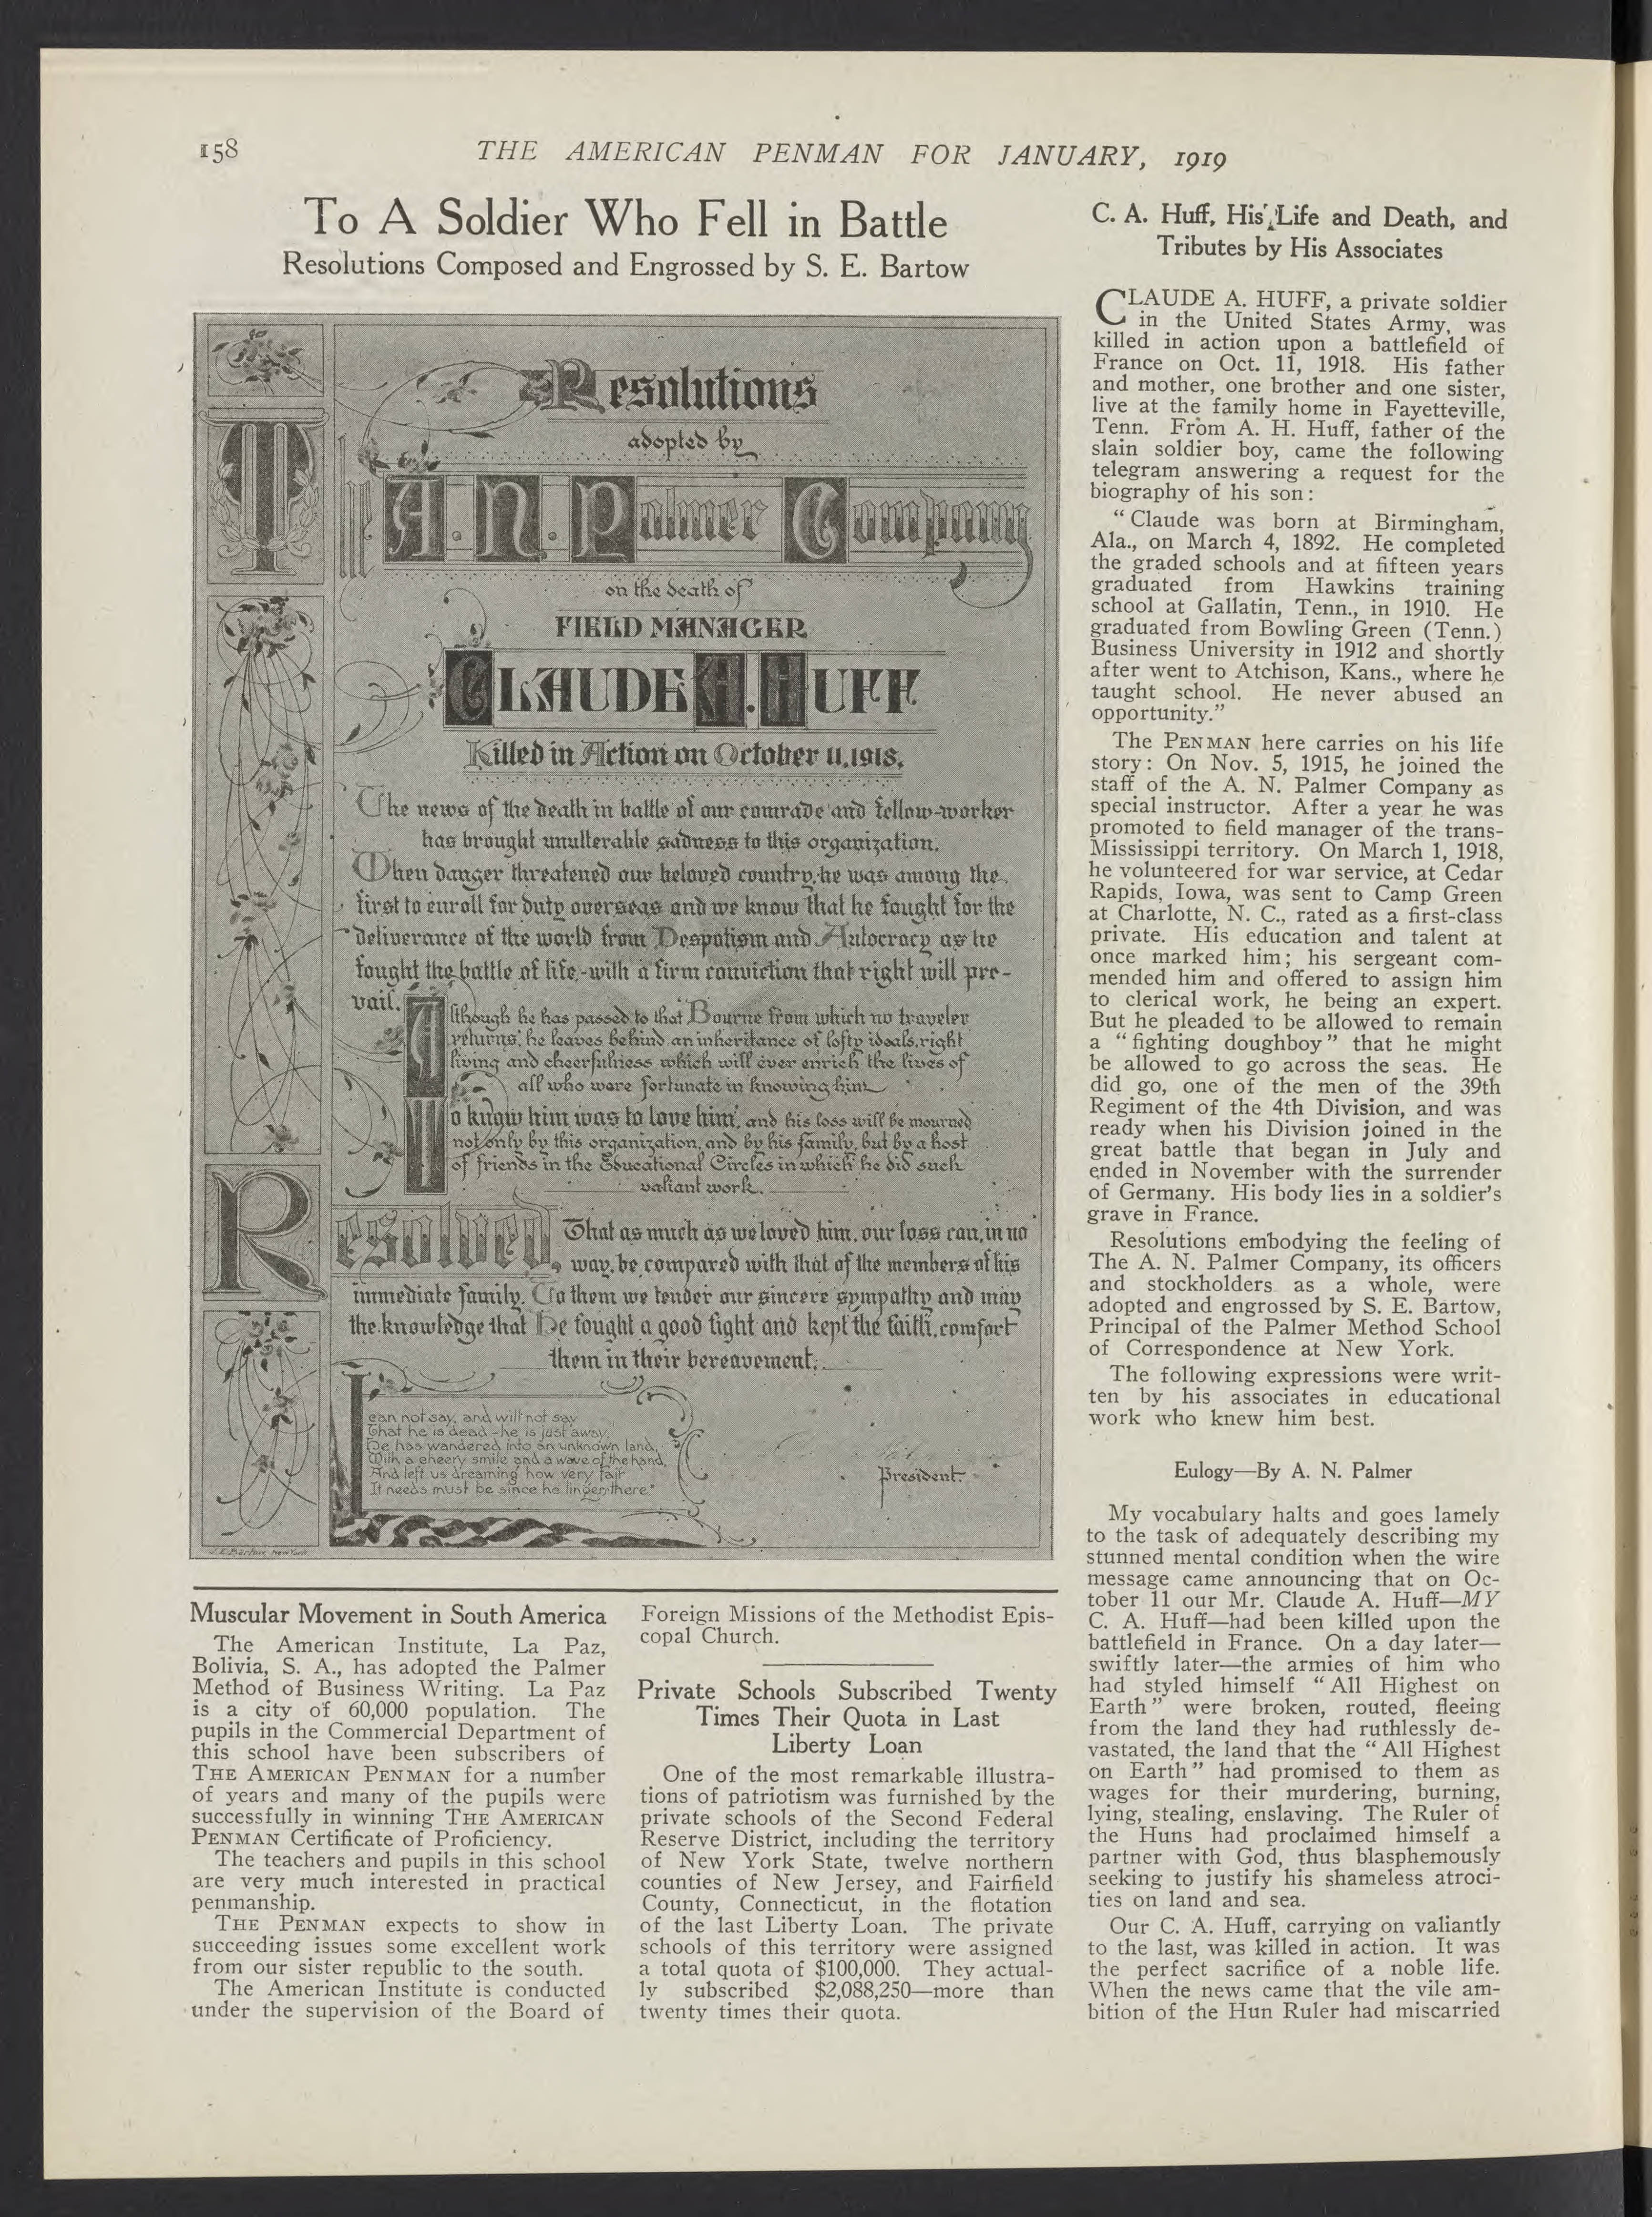 158
THE AMERICAN PENMAN FOR JANUARY, 1919
To A Soldier Who Fell in Battle
Resolutions Composed and Engrossed by S. E. Bartow
Resolutions
adopted by
The A. N. Palmer Company
on the death of
FIELD MANAGER
CLAUDE A. HUFF
Killed in Action on October 11, 1918.
The news of the death in battle of our comrade and fellow-worker
has brought unutterable sadness to this organization.
When danger threatened our beloved country, he was among the
first to enroll for duty overseas and we know that he fought for the
deliverance of the world from Despotism and Autocracy as he
fought the battle of life,-with a firm conviction that right will pre-
vail.
Although he has passed to that "Bourne from which no traveler
returns", he leaves behind an inheritance of lofty ideals, right
living and cheerfulness which will ever enrich the lives of
all who were fortunate in knowing him.
"To know him was to love him", and his loss will be mourned
not only by this organization, and by his family, but by a host
of friends in the Educational Circles in which he did such
valiant work.
Resolved, That as much as we loved him, our loss can, in no
way, be compared with that of the members of his
immediate family. To them we tender our sincere sympathy and may
the knowledge that He fought a good fight and kept the faith, comfort
them in their bereavement.
I can not say, and will not say
That he is dead - he is just away.
He has wandered into an unknown land,
With a cheery smile and a wave of the hand,
And left us dreaming how very fair
It needs must be since he lingers there"
President.
S. E. Bartow, New York
Muscular Movement in South America
The American Institute, La Paz,
Bolivia, S. A., has adopted the Palmer
Method of Business Writing. La Paz
is a city of 60,000 population. The
pupils in the Commercial Department of
this school have been subscribers of
THE AMERICAN PENMAN for a number
of years and many of the pupils were
successfully in winning THE AMERICAN
PENMAN Certificate of Proficiency.
The teachers and pupils in this school
are very much interested in practical
penmanship.
THE PENMAN expects to show in
succeeding issues some excellent work
from our sister republic to the south.
The American Institute is conducted
under the supervision of the Board of
Foreign Missions of the Methodist Epis-
copal Church.
Private Schools Subscribed Twenty
Times Their Quota in Last
Liberty Loan
One of the most remarkable illustra-
tions of patriotism was furnished by the
private schools of the Second Federal
Reserve District, including the territory
of New York State, twelve northern
counties of New Jersey, and Fairfield
County, Connecticut, in the flotation
of the last Liberty Loan. The private
schools of this territory were assigned
a total quota of $100,000. They actual-
ly subscribed $2,088,250—more than
twenty times their quota.
C. A. Huff, His Life and Death, and
Tributes by His Associates
CLAUDE A. HUFF, a private soldier
in the United States Army, was
killed in action upon a battlefield of
France on Oct. 11, 1918. His father
and mother, one brother and one sister,
live at the family home in Fayetteville,
Tenn. From A. H. Huff, father of the
slain soldier boy, came the following
telegram answering a request for the
biography of his son:
"Claude was born at Birmingham,
Ala., on March 4, 1892. He completed
the graded schools and at fifteen years
graduated from Hawkins training
school at Gallatin, Tenn., in 1910. He
graduated from Bowling Green (Tenn.)
Business University in 1912 and shortly
after went to Atchison, Kans., where he
taught school. He never abused an
opportunity."
The PENMAN here carries on his life
story: On Nov. 5, 1915, he joined the
staff of the A. N. Palmer Company as
special instructor. After a year he was
promoted to field manager of the trans-
Mississippi territory. On March 1, 1918,
he volunteered for war service, at Cedar
Rapids, Iowa, was sent to Camp Green
at Charlotte, N. C., rated as a first-class
private. His education and talent at
once marked him; his sergeant com-
mended him and offered to assign him
to clerical work, he being an expert.
But he pleaded to be allowed to remain
a "fighting doughboy" that he might
be allowed to go across the seas. He
did go, one of the men of the 39th
Regiment of the 4th Division, and was
ready when his Division joined in the
great battle that began in July and
ended in November with the surrender
of Germany. His body lies in a soldier's
grave in France.
Resolutions embodying the feeling of
The A. N. Palmer Company, its officers
and stockholders as a whole, were
adopted and engrossed by S. E. Bartow,
Principal of the Palmer Method School
of Correspondence at New York.
The following expressions were writ-
ten by his associates in educational
work who knew him best.
Eulogy—By A. N. Palmer
My vocabulary halts and goes lamely
to the task of adequately describing my
stunned mental condition when the wire
message came announcing that on Oc-
tober 11 our Mr. Claude A. Huff—MY
C. A. Huff—had been killed upon the
battlefield in France. On a day later—
swiftly later—the armies of him who
had styled himself "All Highest on
Earth" were broken, routed, fleeing
from the land they had ruthlessly de-
vastated, the land that the "All Highest
on Earth" had promised to them as
wages for their murdering, burning,
lying, stealing, enslaving. The Ruler of
the Huns had proclaimed himself a
partner with God, thus blasphemously
seeking to justify his shameless atroci-
ties on land and sea.
Our C. A. Huff, carrying on valiantly
to the last, was killed in action. It was
the perfect sacrifice of a noble life.
When the news came that the vile am-
bition of the Hun Ruler had miscarried